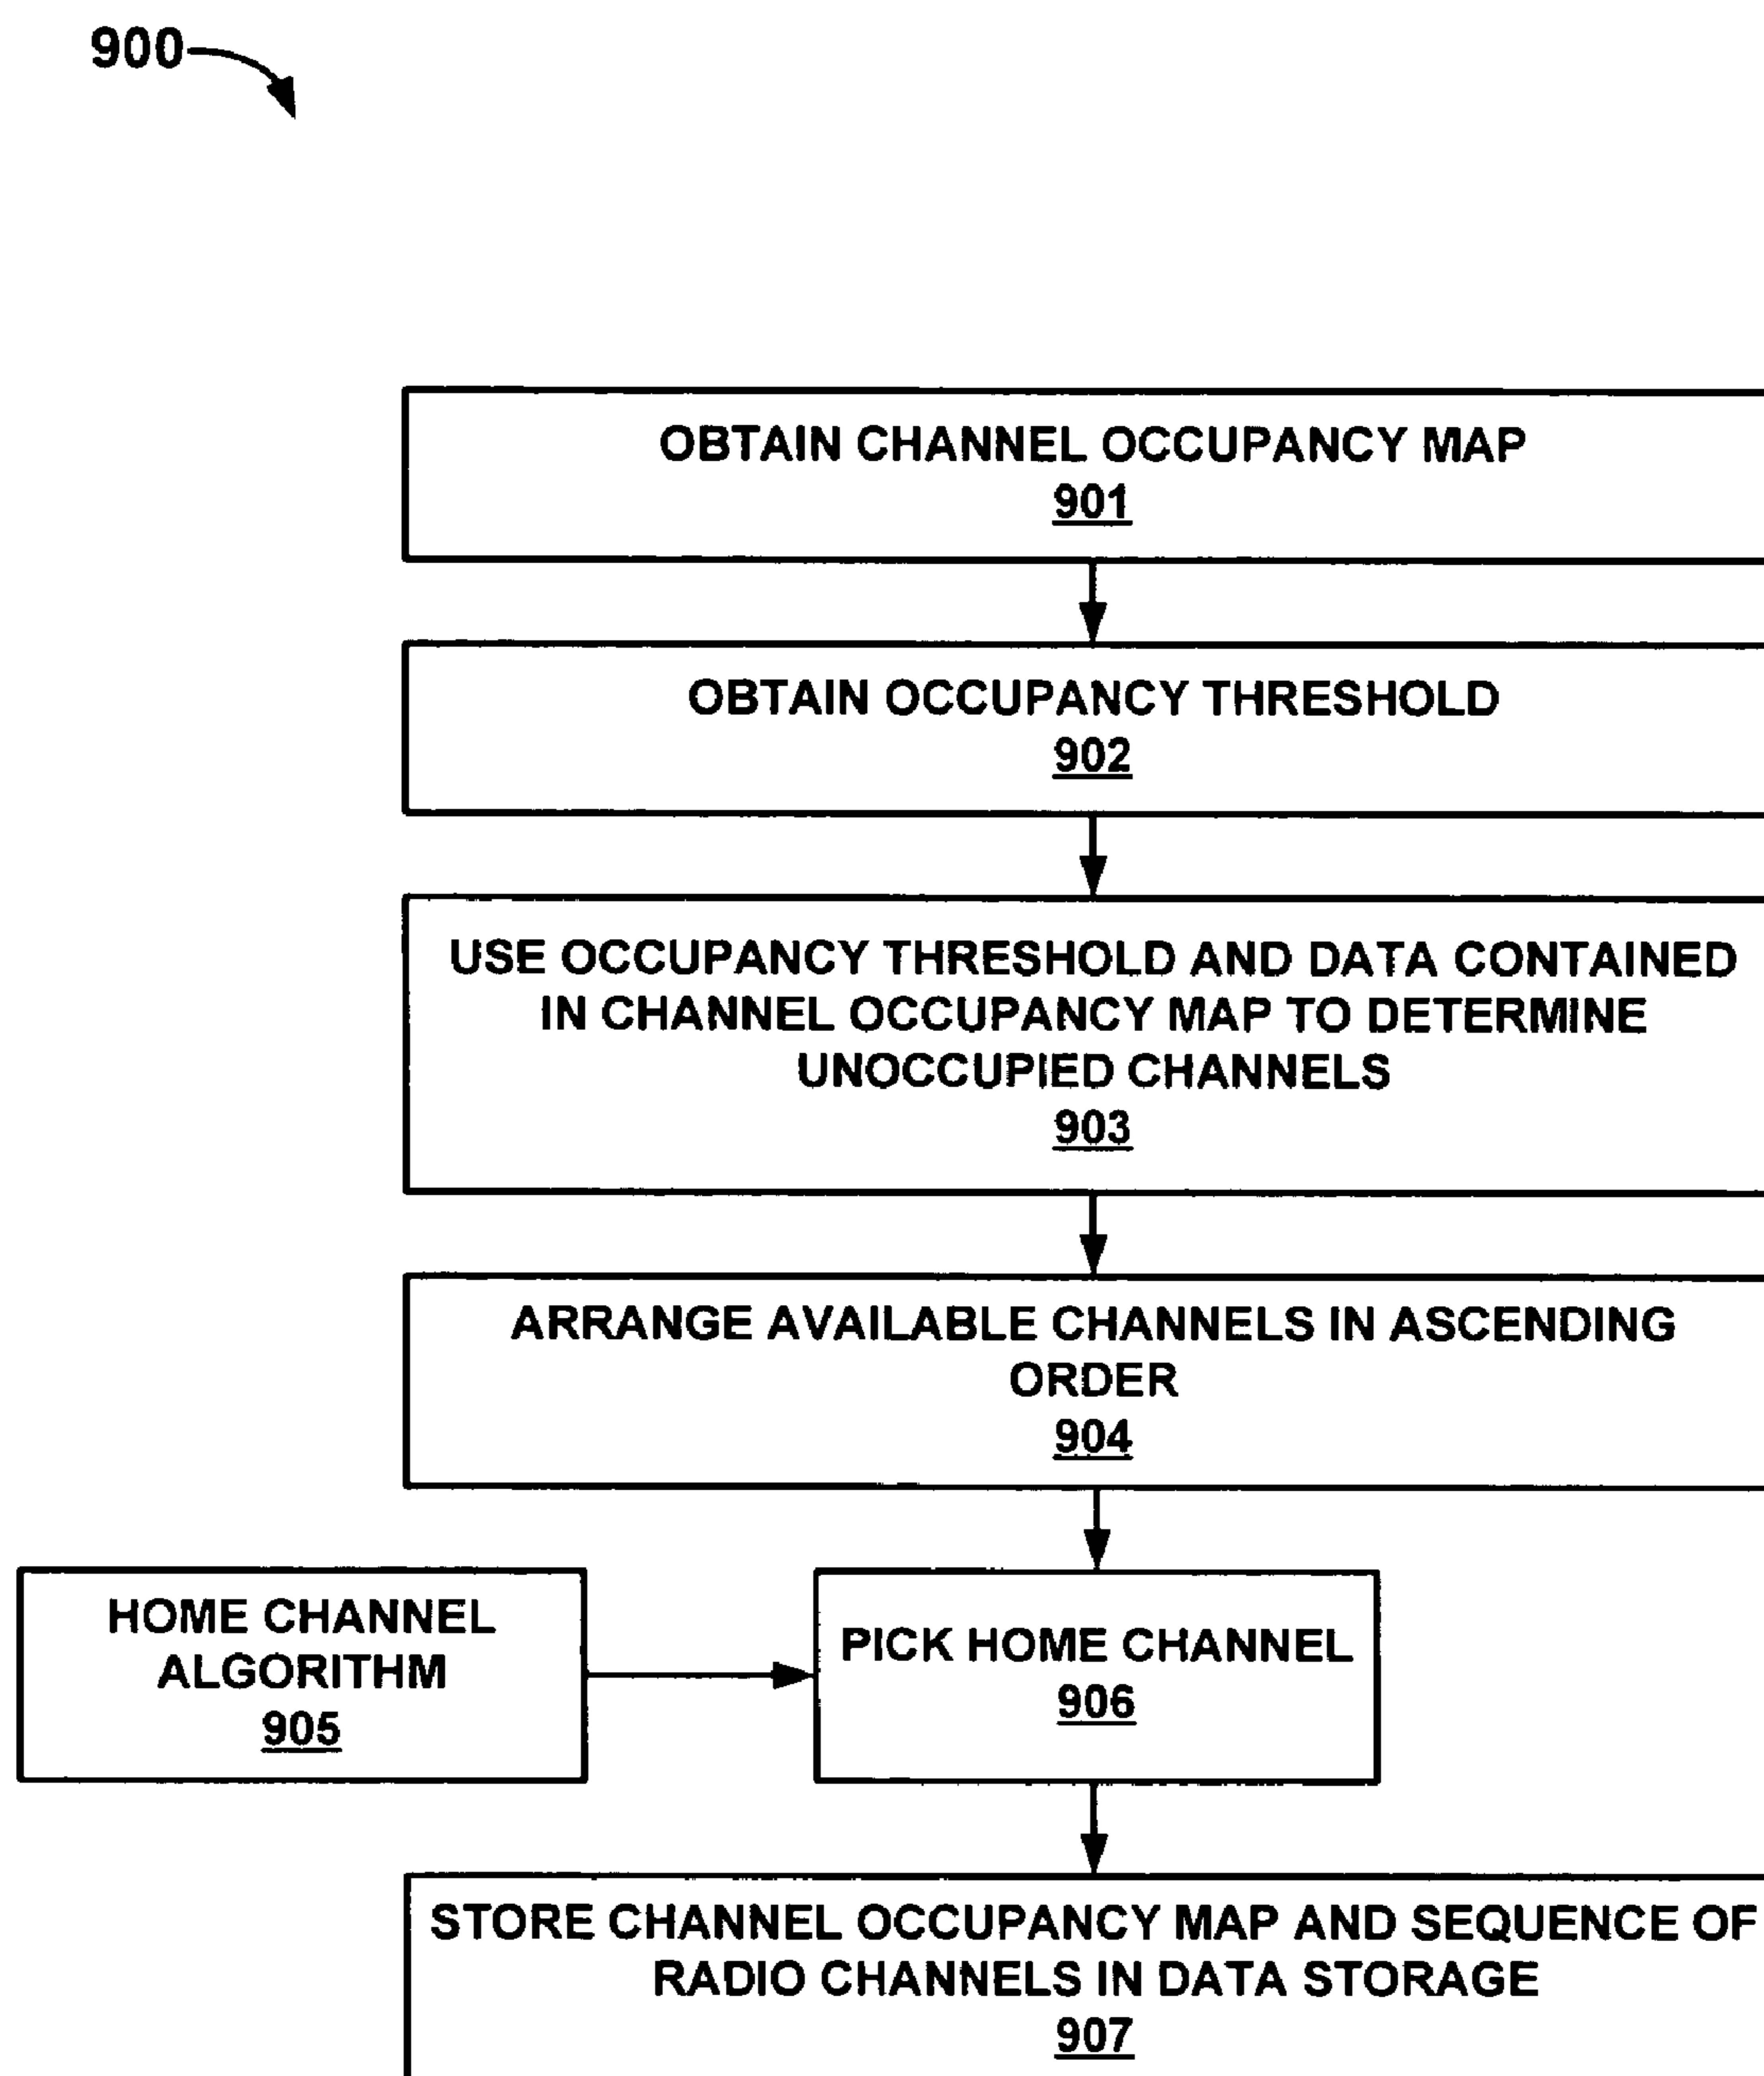 900
OBTAIN CHANNEL OCCUPANCY MAP
901
OBTAIN OCCUPANCY THRESHOLD
902
USE OCCUPANCY THRESHOLD AND DATA CONTAINED
IN CHANNEL OCCUPANCY MAP TO DETERMINE
UNOCCUPIED CHANNELS
903
ARRANGE AVAILABLE CHANNELS IN ASCENDING
ORDER
904
HOME CHANNEL
ALGORITHM
905
PICK HOME CHANNEL
906
STORE CHANNEL OCCUPANCY MAP AND SEQUENCE OF
RADIO CHANNELS IN DATA STORAGE
907